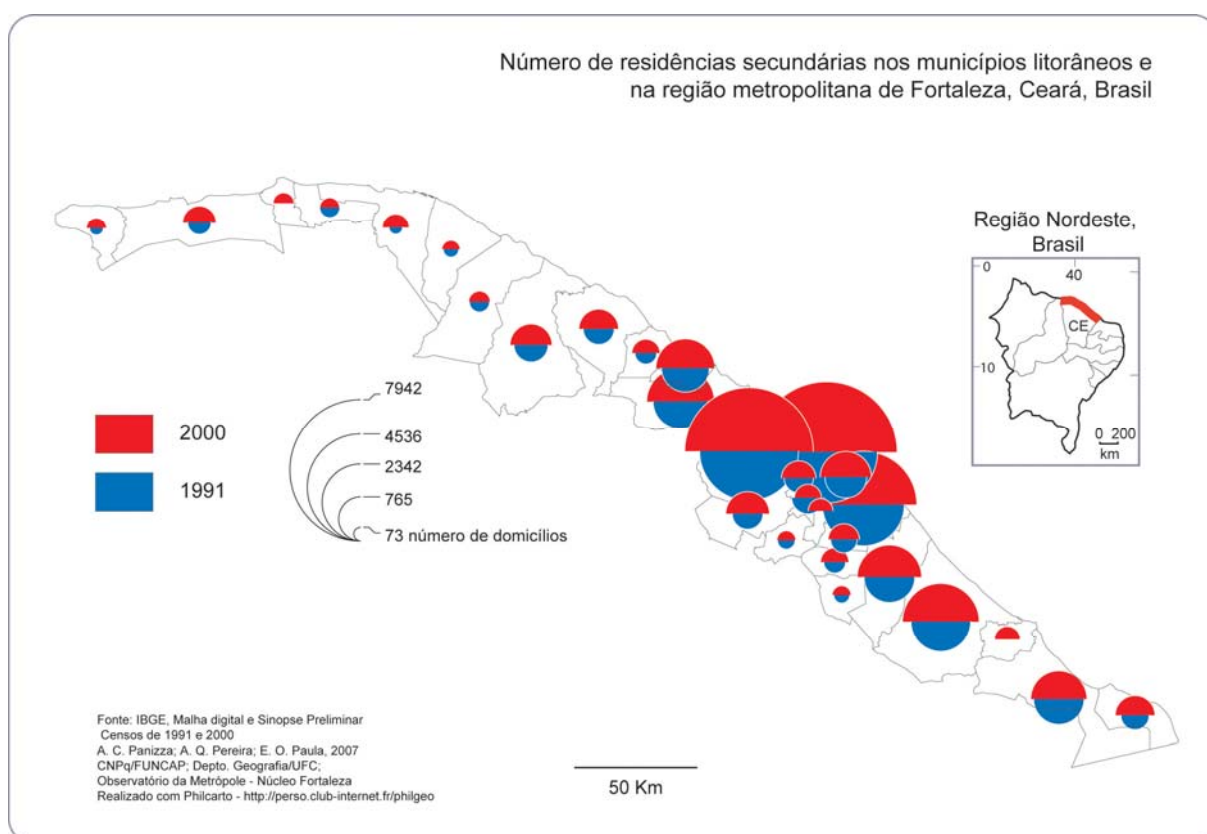 Número de residências secundárias nos municípios litorâneos e
na região metropolitana de Fortaleza, Ceará, Brasil
Região Nordeste,
Brasil
0
40
CE
10
0 200
km
2000
1991
7942
4536
2342
765
73 número de domicílios
Fonte: IBGE, Malha digital e Sinopse Preliminar
Censos de 1991 e 2000
A. C. Panizza; A. Q. Pereira; E. O. Paula, 2007
CNPq/FUNCAP; Depto. Geografia/UFC;
Observatório da Metrópole - Núcleo Fortaleza
Realizado com Philcarto - http://perso.club-internet.fr/philgeo
50 Km